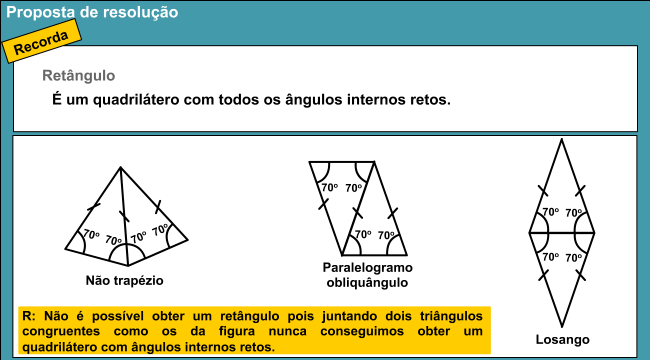 Proposta de resolução
Recorda
Retângulo
É um quadrilátero com todos os ângulos internos retos.
70º 70º 70º 70º
Não trapézio
70º 70º
70º 70º
Paralelogramo
obliquângulo
70º 70º
70º 70º
Losango
R: Não é possível obter um retângulo pois juntando dois triângulos
congruentes como os da figura nunca conseguimos obter um
quadrilátero com ângulos internos retos.